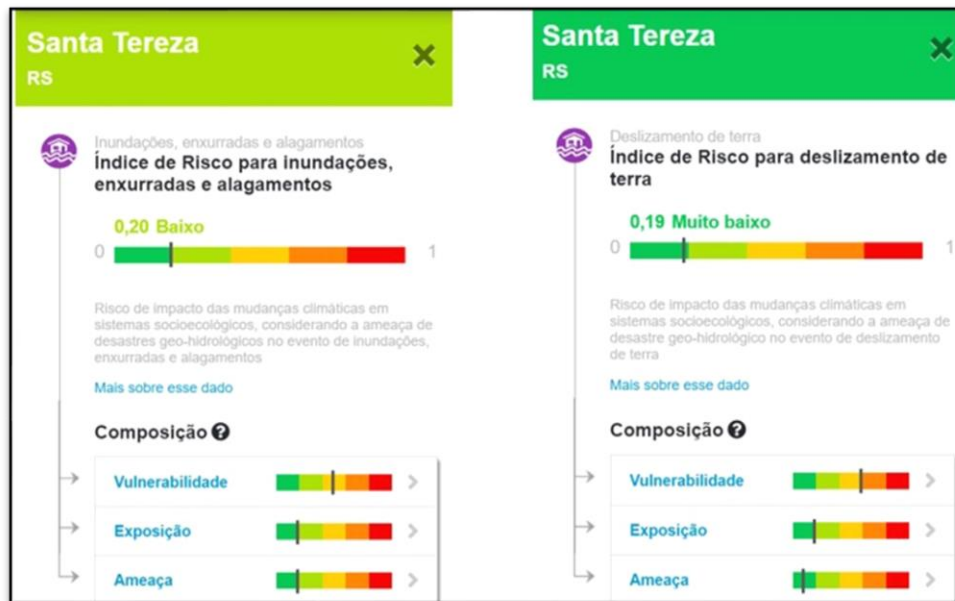 Santa Tereza
RS
Inundações, enxurradas e alagamentos
Índice de Risco para inundações,
enxurradas e alagamentos
0,20 Baixo
0
1
Risco de impacto das mudanças climáticas em
sistemas socioecológicos, considerando a ameaça de
desastres geo-hidrológicos no evento de inundações,
enxurradas e alagamentos
Mais sobre esse dado
Composição
Vulnerabilidade
Exposição
Ameaça
Santa Tereza
RS
Deslizamento de terra
Índice de Risco para deslizamento de
terra
0,19 Muito baixo
0
1
Risco de impacto das mudanças climáticas em
sistemas socioecológicos, considerando a ameaça de
desastre geo-hidrológico no evento de deslizamento
de terra
Mais sobre esse dado
Composição
Vulnerabilidade
Exposição
Ameaça